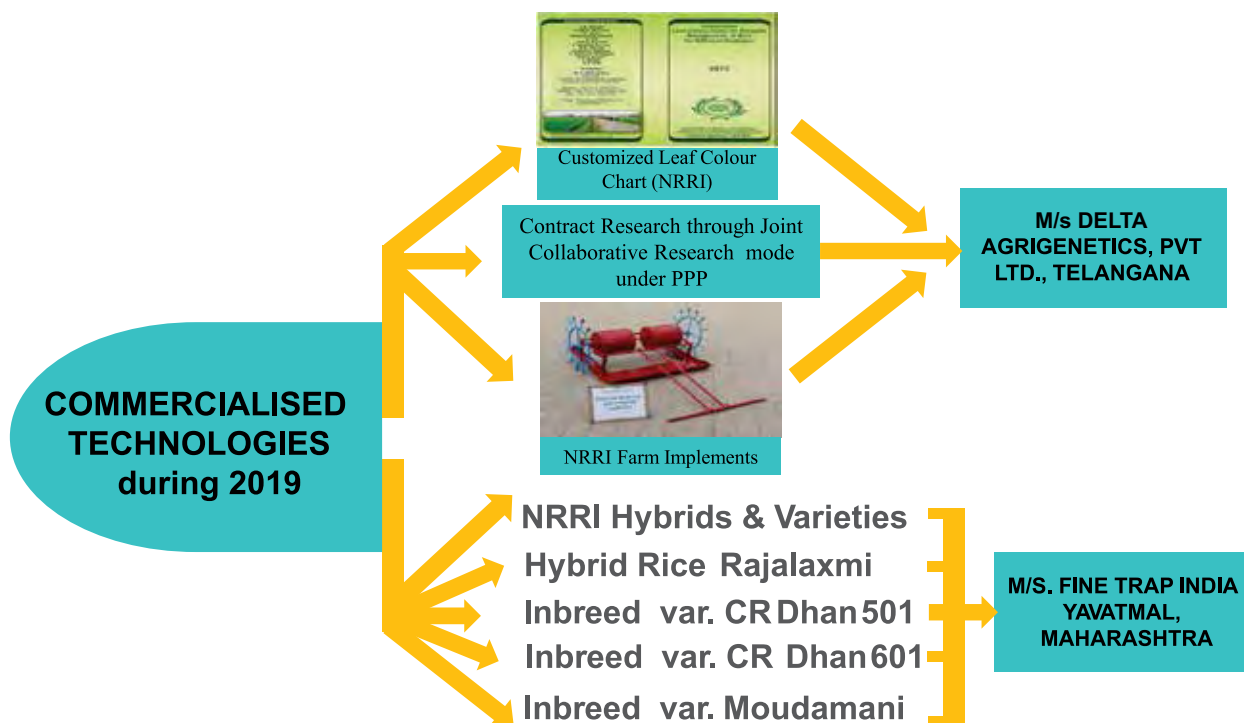 COMMERCIALISED
TECHNOLOGIES
during 2019
Customized Leaf Colour
Chart (NRRI)
Contract Research through Joint
Collaborative Research mode
under PPP
NRRI Farm Implements
M/s DELTA
AGRIGENETICS, PVT
LTD., TELANGANA
NRRI Hybrids & Varieties
Hybrid Rice Rajalaxmi
Inbreed var. CR Dhan 501
Inbreed var. CR Dhan 601
Inbreed var. Moudamani
M/S. FINE TRAP INDIA
YAVATMAL,
MAHARASHTRA